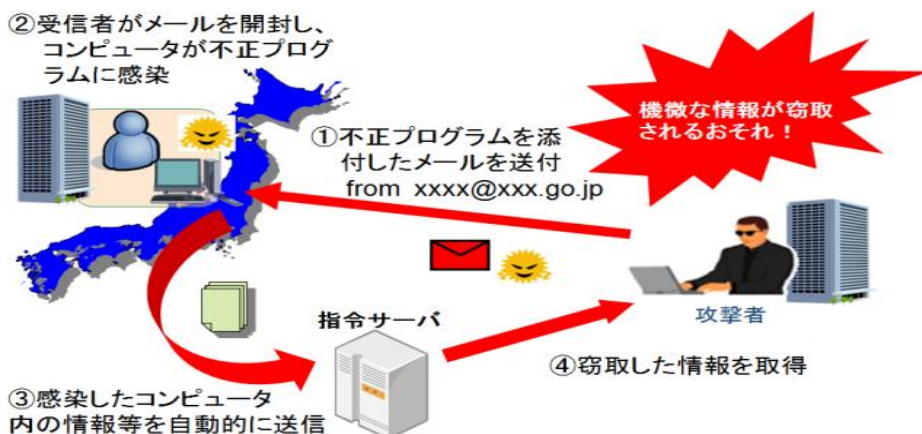 ②受信者がメールを開封し、
コンピュータが不正プログ
ラムに感染
機微な情報が窃取
されるおそれ！
①不正プログラムを添
付したメールを送付
from xxxx@xxx.go.jp
攻撃者
指令サーバ
④窃取した情報を取得
③感染したコンピュータ
内の情報等を自動的に送信